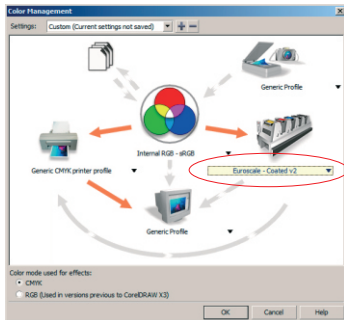 Color Management
Settings: Custom (Current settings not saved)
Generic Profile
Internal RGB - sRGB
Generic CMYK printer profile
Euroscale - Coated v2
Generic Profile
Color mode used for effects:
CMYK
RGB (Used in versions previous to CorelDRAW X3)
OK Cancel Help